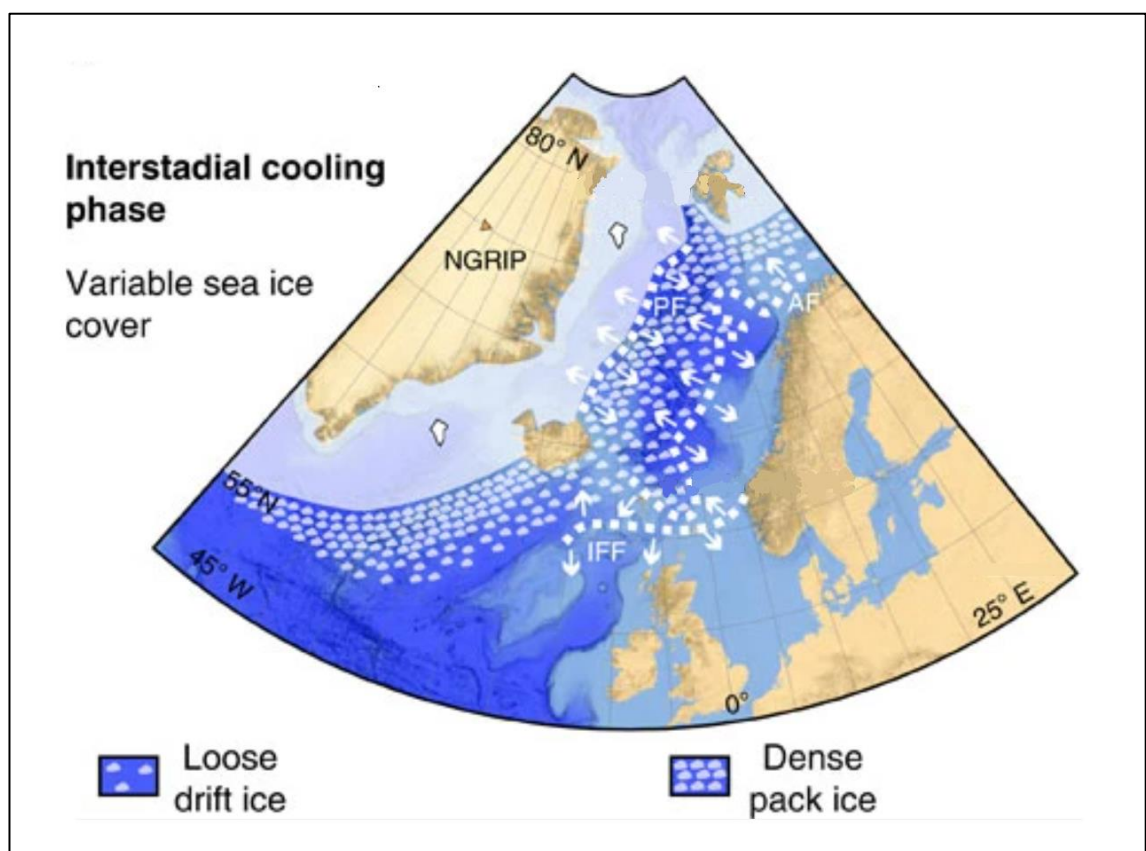 Interstadial cooling
phase
Variable sea ice
cover
80° N
NGRIP
PF
AF
55°N
IFF
45° W
25° E
0°
Loose
drift ice
Dense
pack ice